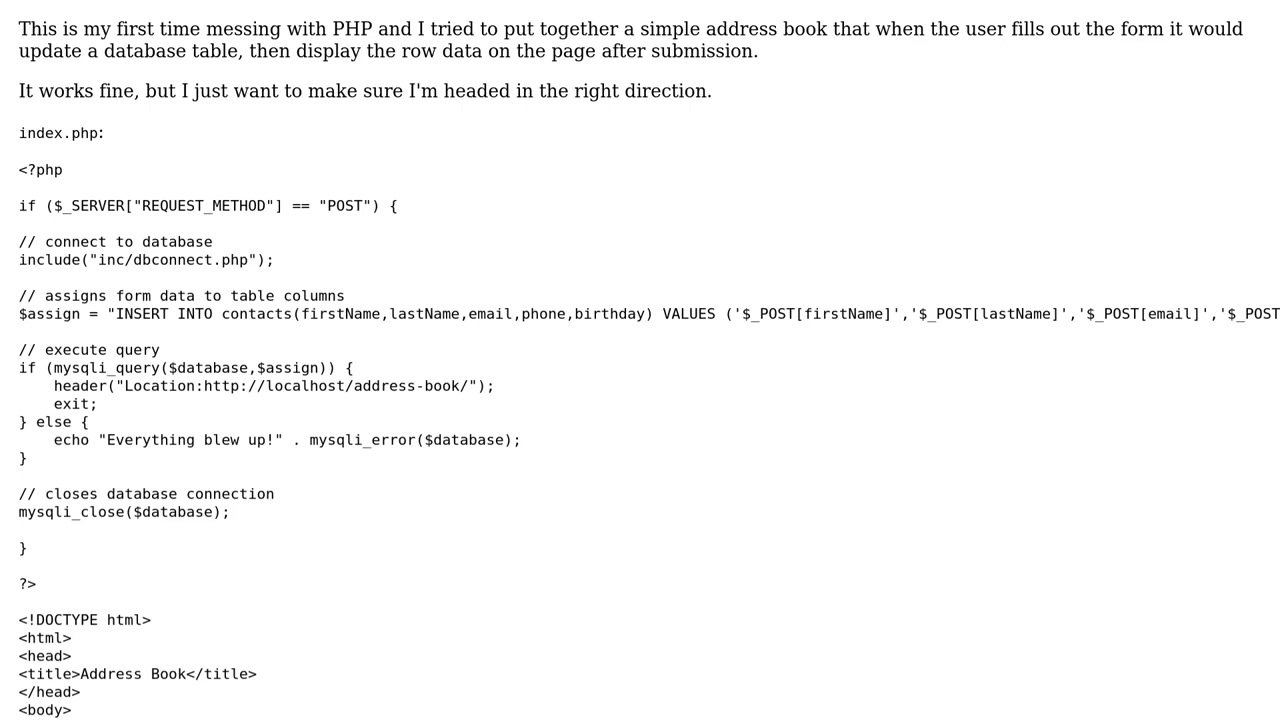 This is my first time messing with PHP and I tried to put together a simple address book that when the user fills out the form it would
update a database table, then display the row data on the page after submission.
It works fine, but I just want to make sure I'm headed in the right direction.
index.php:
<?php
if ($_SERVER["REQUEST_METHOD"] == "POST") {
// connect to database
include("inc/dbconnect.php");
// assigns form data to table columns
$assign = "INSERT INTO contacts(firstName,lastName,email,phone,birthday) VALUES ('$_POST[firstName]','$_POST[lastName]','$_POST[email]','$_POST
// execute query
if (mysqli_query($database,$assign)) {
    header("Location:http://localhost/address-book/");
    exit;
} else {
    echo "Everything blew up!" . mysqli_error($database);
}
// closes database connection
mysqli_close($database);
}
?>
<!DOCTYPE html>
<html>
<head>
<title>Address Book</title>
</head>
<body>